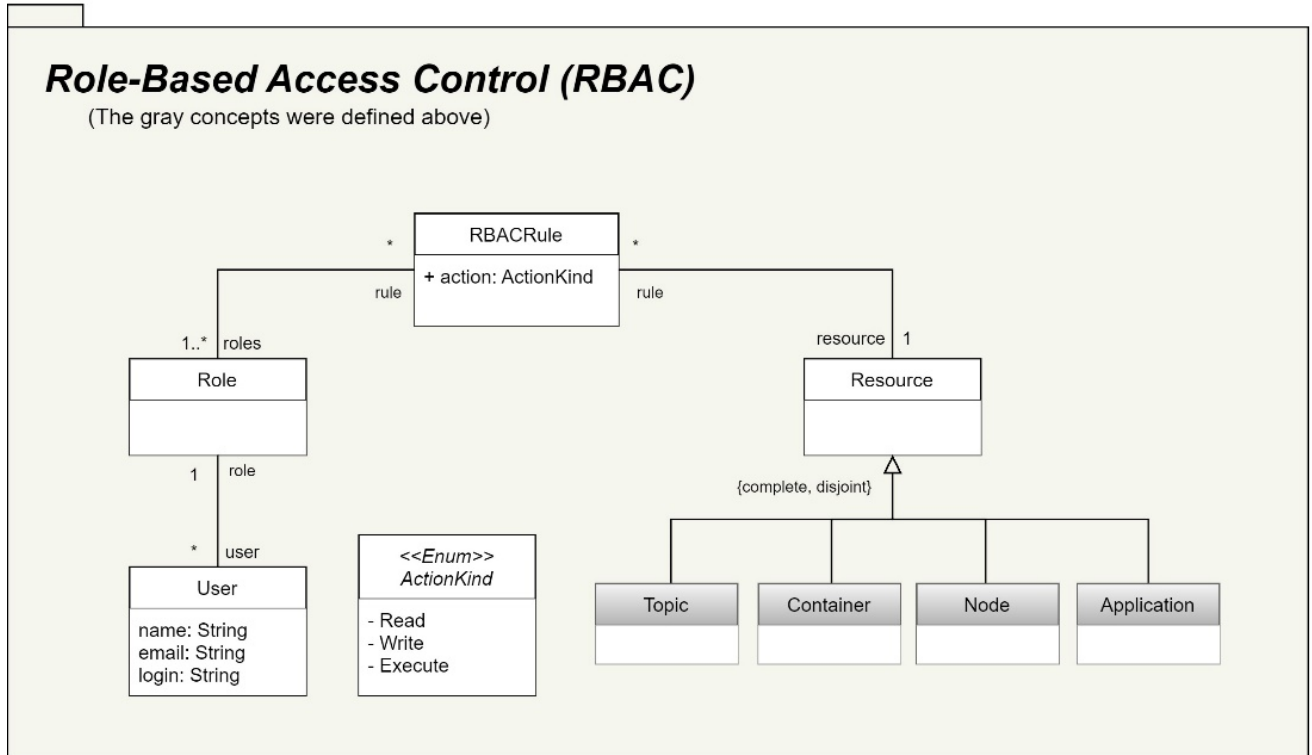 Role-Based Access Control (RBAC)
(The gray concepts were defined above)
RBACRule
+ action: ActionKind
*
rule
*
rule
1..* roles
resource 1
Role
Resource
1 role
{complete, disjoint}
* user
User
name: String
email: String
login: String
<<Enum>>
ActionKind
- Read
- Write
- Execute
Topic
Container
Node
Application